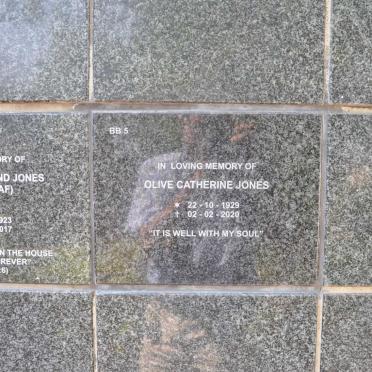 BB 5
IN LOVING MEMORY OF
OLIVE CATHERINE JONES
★ 22 - 10 - 1929
✝ 02 - 02 - 2020
"IT IS WELL WITH MY SOUL"
ORY OF
ND JONES
AF)
923
017
N THE HOUSE
REVER"
:6)